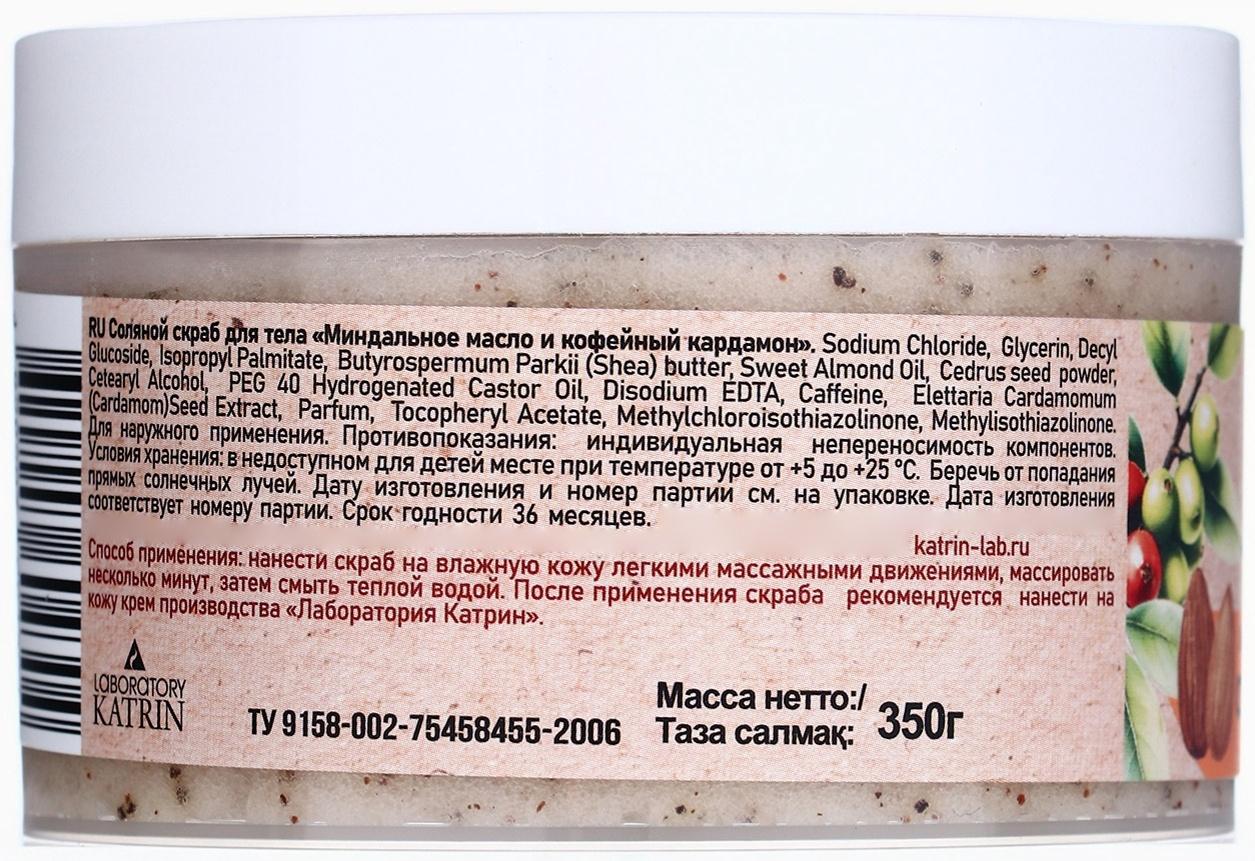 RU Соляной скраб для тела «Миндальное масло и кофейный кардамон». Sodium Chloride, Glycerin, Decyl
Glucoside, Isopropyl Palmitate, Butyrospermum Parkii (Shea) butter, Sweet Almond Oil, Cedrus seed powder,
Cetearyl Alcohol, PEG 40 Hydrogenated Castor Oil, Disodium EDTA, Caffeine, Elettaria Cardamomum
(Cardamom)Seed Extract, Parfum, Tocopheryl Acetate, Methylchloroisothiazolinone, Methylisothiazolinone.
Для наружного применения. Противопоказания: индивидуальная непереносимость компонентов.
Условия хранения: в недоступном для детей месте при температуре от +5 до +25 °C. Беречь от попадания
прямых солнечных лучей. Дату изготовления и номер партии см. на упаковке. Дата изготовления
соответствует номеру партии. Срок годности 36 месяцев.
katrin-lab.ru
Способ применения: нанести скраб на влажную кожу легкими массажными движениями, массировать
несколько минут, затем смыть теплой водой. После применения скраба рекомендуется нанести на
кожу крем производства «Лаборатория Катрин».
LABORATORY
KATRIN
ТУ 9158-002-75458455-2006
Масса нетто:/
Таза салмақ: 350г